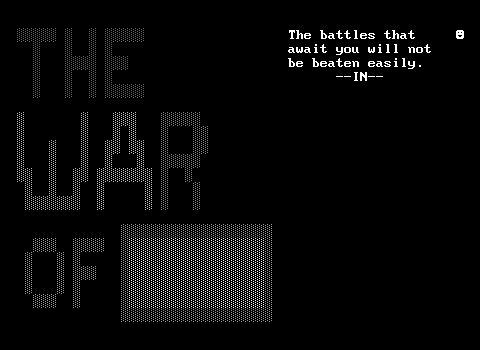 THE
WAR
OF
The battles that
await you will not
be beaten easily.
--IN--